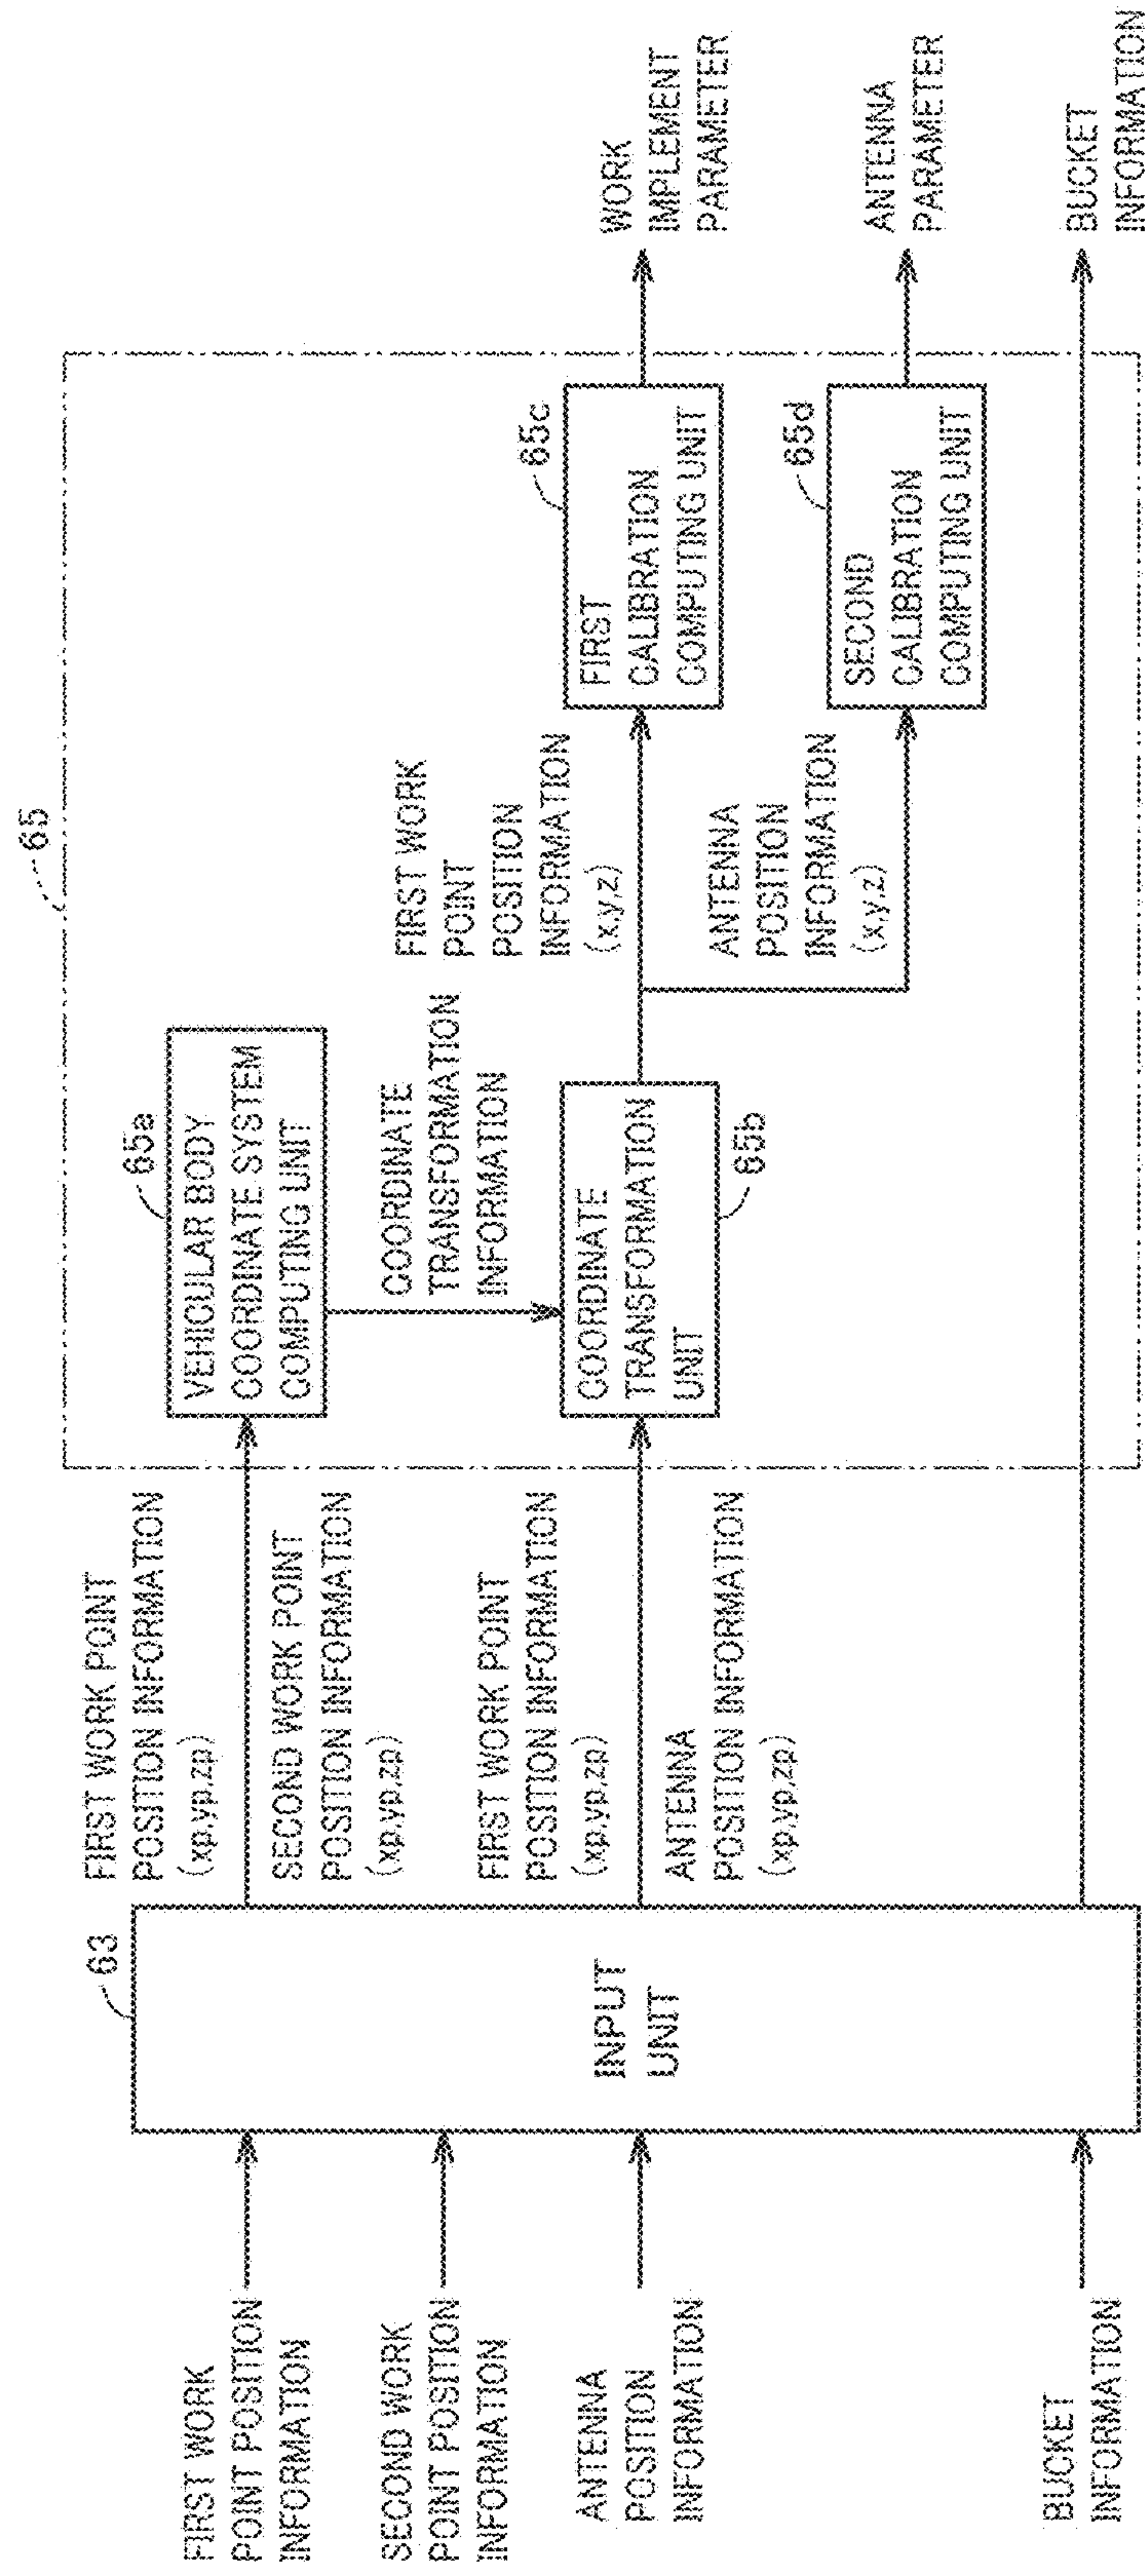 FIRST WORK
POINT POSITION
INFORMATION
SECOND WORK
POINT POSITION
INFORMATION
ANTENNA
POSITION
INFORMATION
BUCKET
INFORMATION
63
INPUT
UNIT
FIRST WORK POINT
POSITION INFORMATION
(xp,yp,zp)
SECOND WORK POINT
POSITION INFORMATION
(xp,yp,zp)
FIRST WORK POINT
POSITION INFORMATION
(xp,yp,zp)
ANTENNA
POSITION INFORMATION
(xp,yp,zp)
65
65a
VEHICULAR BODY
COORDINATE SYSTEM
COMPUTING UNIT
COORDINATE
TRANSFORMATION
INFORMATION
COORDINATE
TRANSFORMATION
UNIT
65b
FIRST WORK
POINT
POSITION
INFORMATION
(x,y,z)
ANTENNA
POSITION
INFORMATION
(x,y,z)
65c
FIRST
CALIBRATION
COMPUTING UNIT
65d
SECOND
CALIBRATION
COMPUTING UNIT
WORK
IMPLEMENT
PARAMETER
ANTENNA
PARAMETER
BUCKET
INFORMATION